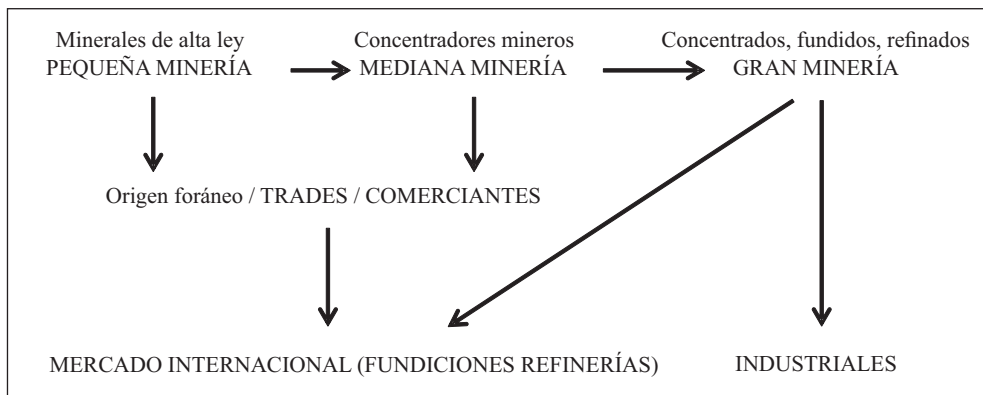 Minerales de alta ley
PEQUEÑA MINERÍA
Concentradores mineros
MEDIANA MINERÍA
Concentrados, fundidos, refinados
GRAN MINERÍA
Origen foráneo / TRADES / COMERCIANTES
MERCADO INTERNACIONAL (FUNDICIONES REFINERÍAS)
INDUSTRIALES